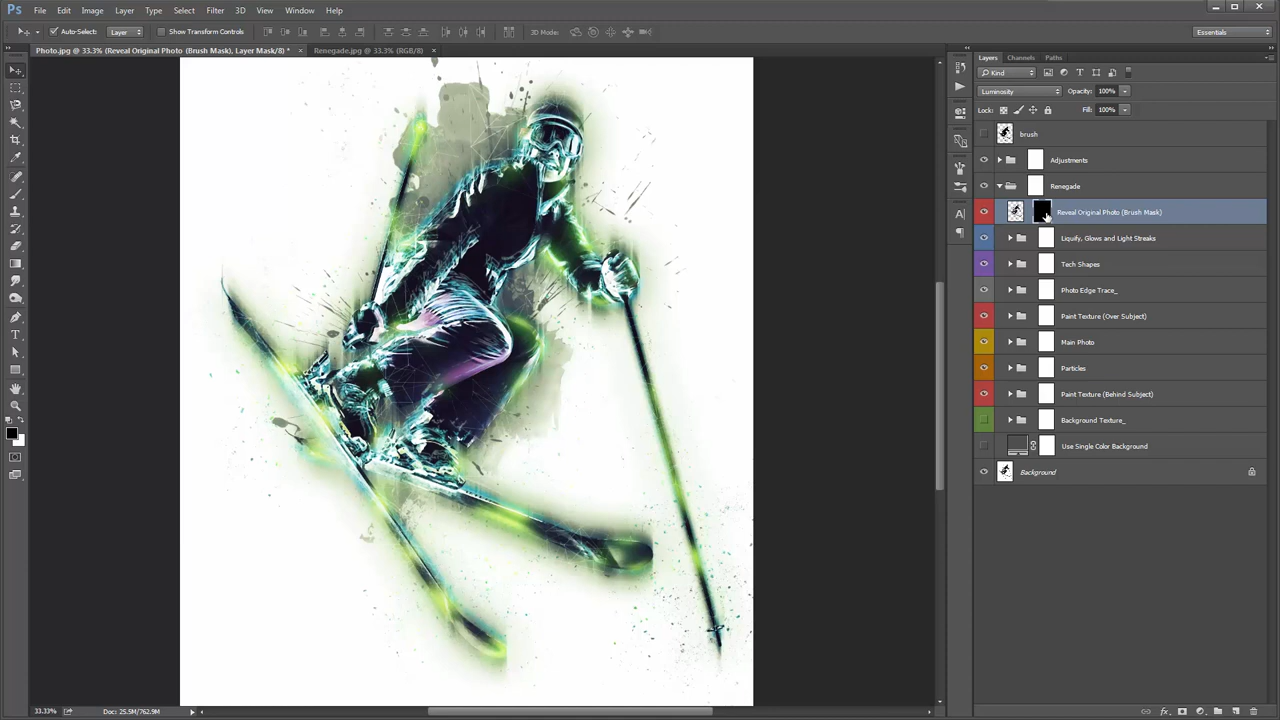 Ps File Edit Image Layer Type Select Filter 3D View Window Help
Auto-Select: Layer Show Transform Controls 3D Mode: Essentials
Photo.jpg @ 33.3% (Reveal Original Photo (Brush Mask), Layer Mask/8) * × Renegade.jpg @ 33.3% (RGB/8) ×
Layers Channels Paths
Kind
Luminosity Opacity: 100%
Lock: Fill: 100%
brush
Adjustments
Renegade
Reveal Original Photo (Brush Mask)
Liquify, Glows and Light Streaks
Tech Shapes
Photo Edge Trace_
Paint Texture (Over Subject)
Main Photo
Particles
Paint Texture (Behind Subject)
Background Texture_
Use Single Color Background
Background
33.33% Doc: 25.5M/762.9M